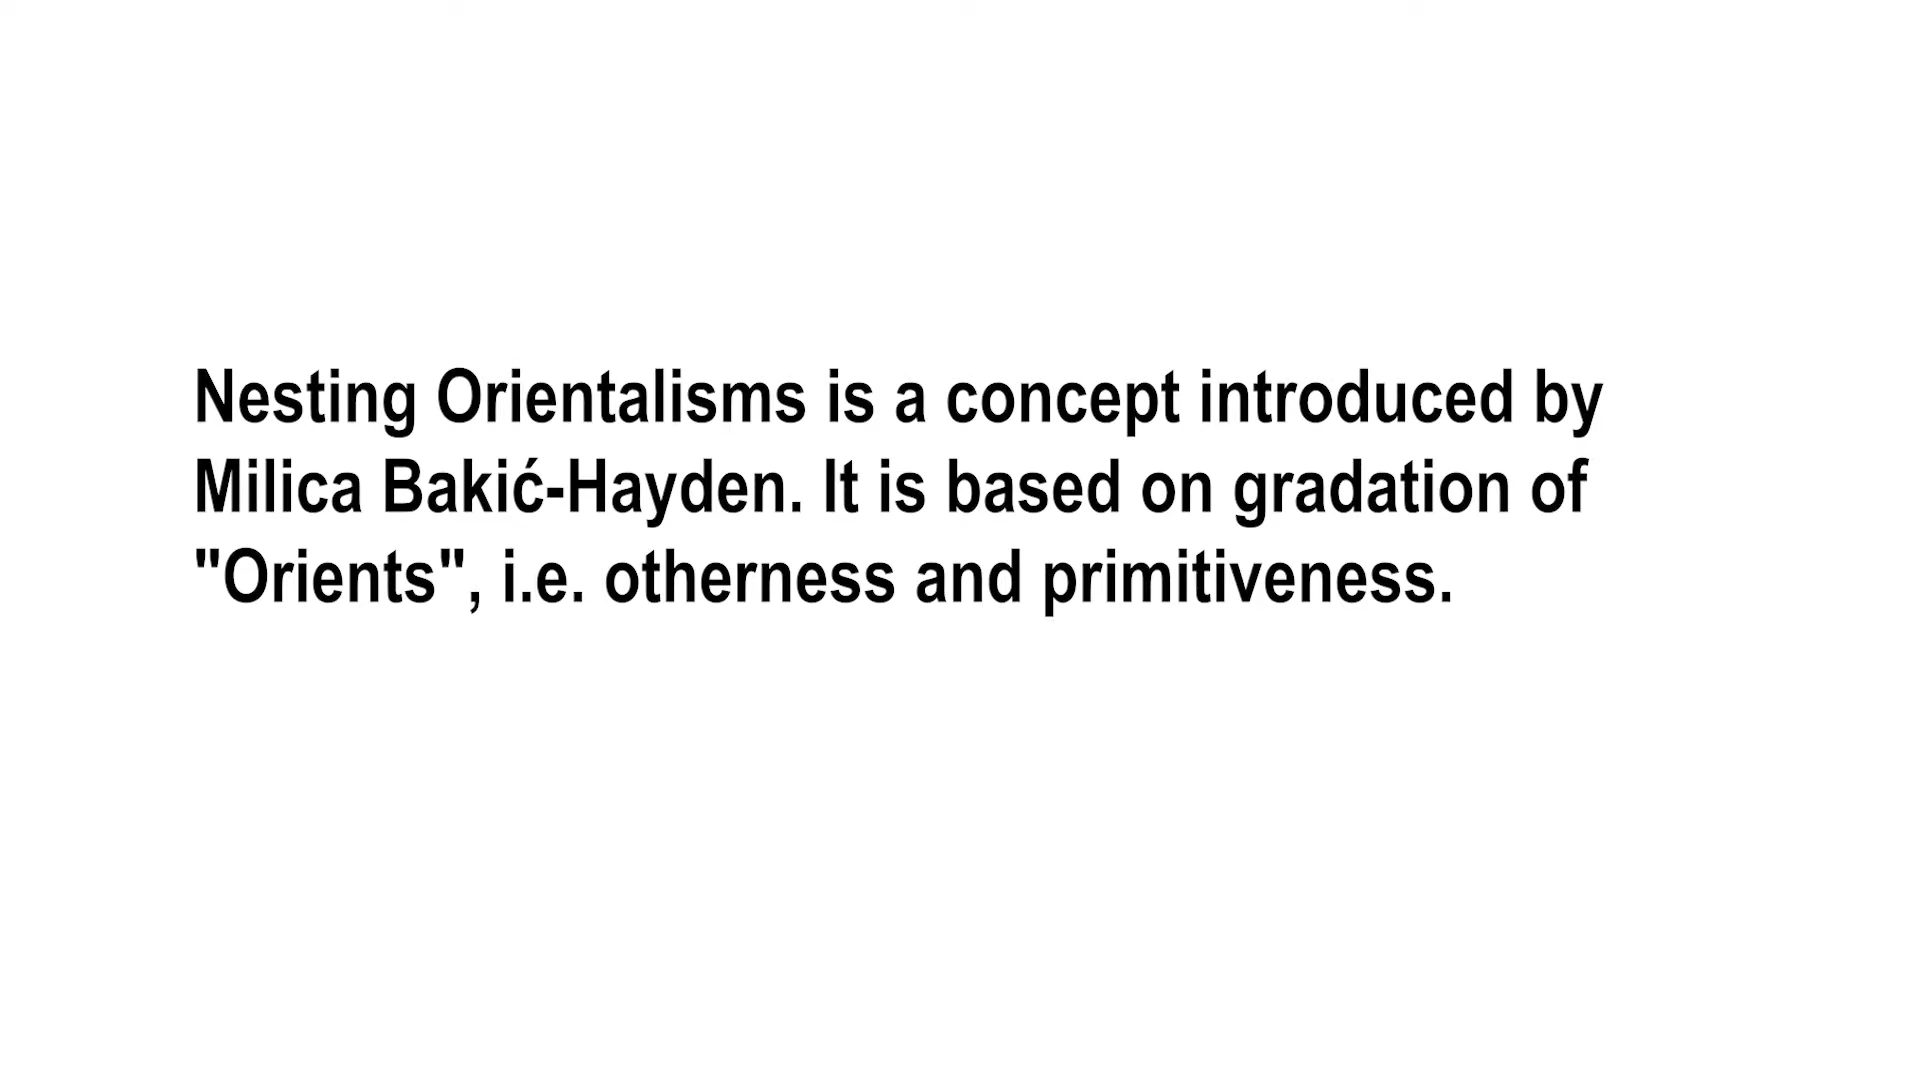 Nesting Orientalisms is a concept introduced by
Milica Bakić-Hayden. It is based on gradation of
"Orients", i.e. otherness and primitiveness.